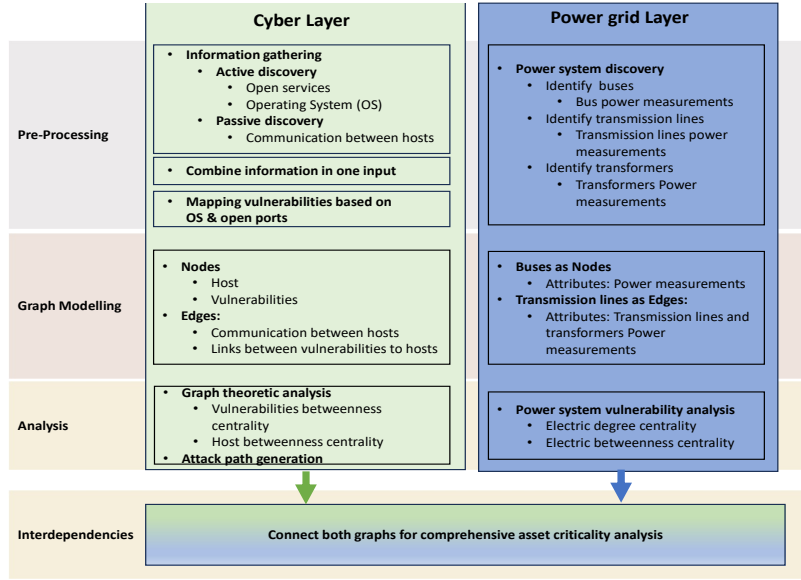 Cyber Layer
Power grid Layer
Pre-Processing
• Information gathering
• Active discovery
• Open services
• Operating System (OS)
• Passive discovery
• Communication between hosts
• Combine information in one input
• Mapping vulnerabilities based on
OS & open ports
• Power system discovery
• Identify buses
• Bus power measurements
• Identify transmission lines
• Transmission lines power
measurements
• Identify transformers
• Transformers Power
measurements
Graph Modelling
• Nodes
• Host
• Vulnerabilities
• Edges:
• Communication between hosts
• Links between vulnerabilities to hosts
• Buses as Nodes
• Attributes: Power measurements
• Transmission lines as Edges:
• Attributes: Transmission lines and
transformers Power
measurements
Analysis
• Graph theoretic analysis
• Vulnerabilities betweenness
centrality
• Host betweenness centrality
• Attack path generation
• Power system vulnerability analysis
• Electric degree centrality
• Electric betweenness centrality
Interdependencies
Connect both graphs for comprehensive asset criticality analysis